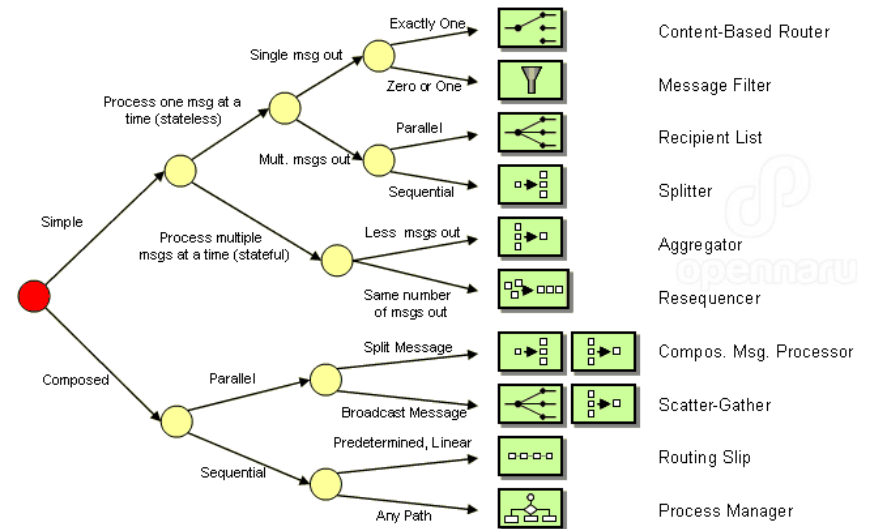 Exactly One
Content-Based Router
Single msg out
Zero or One
Message Filter
Process one msg at a
time (stateless)
Parallel
Recipient List
Mult. msgs out
Sequential
Splitter
Simple
Process multiple
msgs at a time (stateful)
Less msgs out
Aggregator
opennaru
Same number
of msgs out
Resequencer
Split Message
Compos. Msg. Processor
Composed
Parallel
Broadcast Message
Scatter-Gather
Predetermined, Linear
Routing Slip
Sequential
Any Path
Process Manager